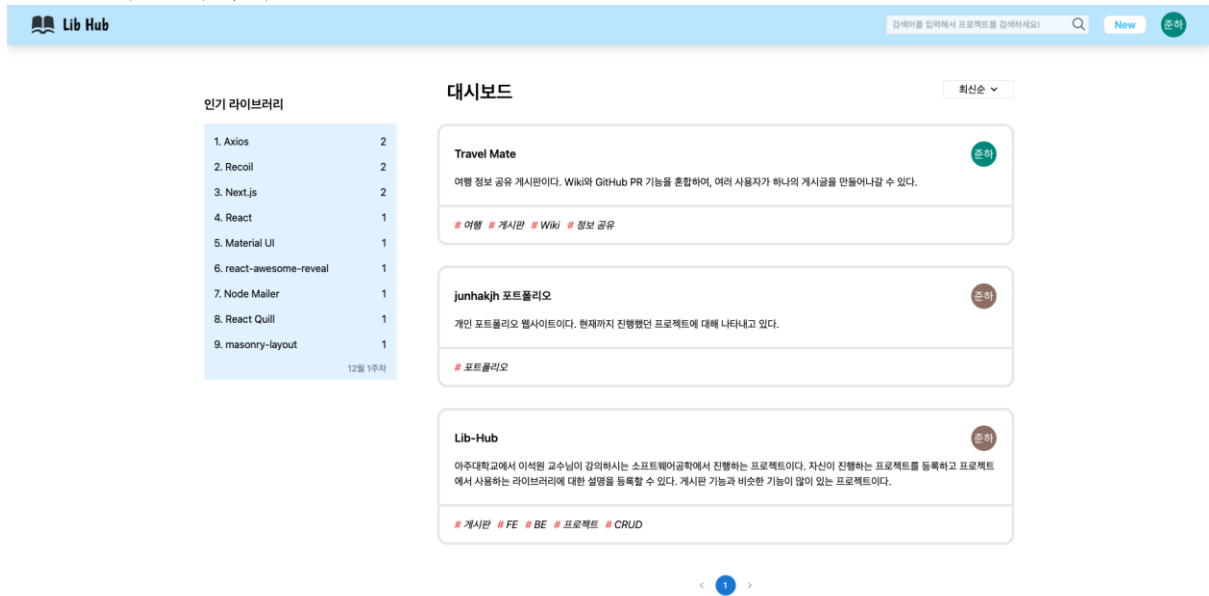 Lib Hub
검색어를 입력해서 프로젝트를 검색하세요!
New
준하
인기 라이브러리
1. Axios 2
2. Recoil 2
3. Next.js 2
4. React 1
5. Material UI 1
6. react-awesome-reveal 1
7. Node Mailer 1
8. React Quill 1
9. masonry-layout 1
12월 1주차
대시보드
최신순
Travel Mate
준하
여행 정보 공유 게시판이다. Wiki와 GitHub PR 기능을 혼합하여, 여러 사용자가 하나의 게시글을 만들어나갈 수 있다.
# 여행 # 게시판 # Wiki # 정보 공유
junhakjh 포트폴리오
준하
개인 포트폴리오 웹사이트이다. 현재까지 진행했던 프로젝트에 대해 나타내고 있다.
# 포트폴리오
Lib-Hub
준하
아주대학교에서 이석원 교수님이 강의하시는 소프트웨어공학에서 진행하는 프로젝트이다. 자신이 진행하는 프로젝트를 등록하고 프로젝트
에서 사용하는 라이브러리에 대한 설명을 등록할 수 있다. 게시판 기능과 비슷한 기능이 많이 있는 프로젝트이다.
# 게시판 # FE # BE # 프로젝트 # CRUD
< 1 >